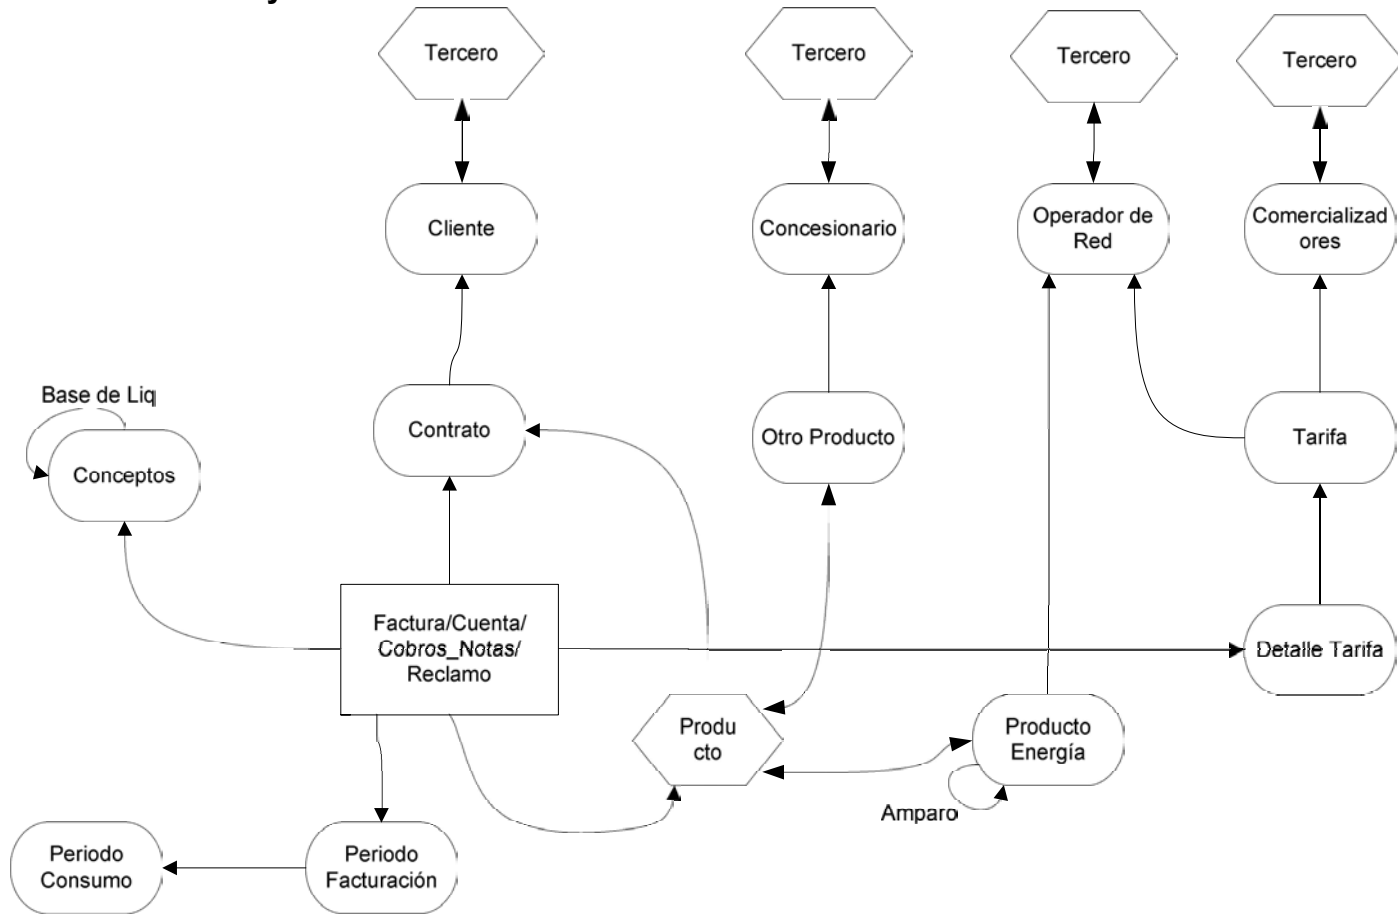 Tercero
Tercero
Tercero
Tercero
Cliente
Concesionario
Operador de
Red
Comercializad
ores
Base de Liq
Conceptos
Contrato
Otro Producto
Tarifa
Factura/Cuenta/
Cobros_Notas/
Reclamo
Detalle Tarifa
Produ
cto
Producto
Energía
Amparo
Periodo
Consumo
Periodo
Facturación